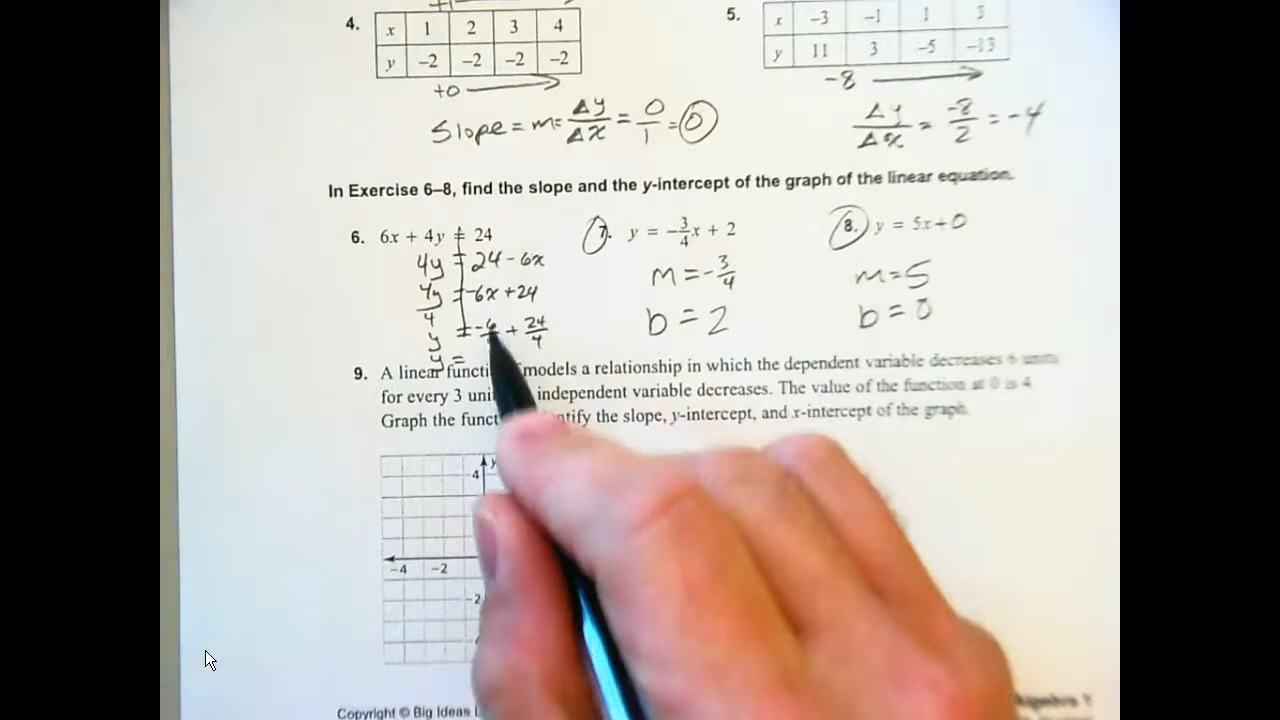 4.
x 1 2 3 4
y −2 −2 −2 −2
+0
Slope = m = Δy/Δx = 0/1 = 0
5.
x −3 −1 1 3
y 11 3 −5 −13
−8
Δy/Δx = -8/2 = -4
In Exercise 6–8, find the slope and the y-intercept of the graph of the linear equation.
6. 6x + 4y = 24
4y = 24 - 6x
4y/4 = -6x + 24
y = -6 + 24/4
y =
7. y = −3/4x + 2
m = -3/4
b = 2
8. y = 5x+0
m = 5
b = 0
9. A linear functi models a relationship in which the dependent variable decreases 6 units
for every 3 uni independent variable decreases. The value of the function at 0 is 4.
Graph the funct ntify the slope, y-intercept, and x-intercept of the graph.
4 y
−4 −2
−2
Copyright © Big Ideas L
Algebra 1